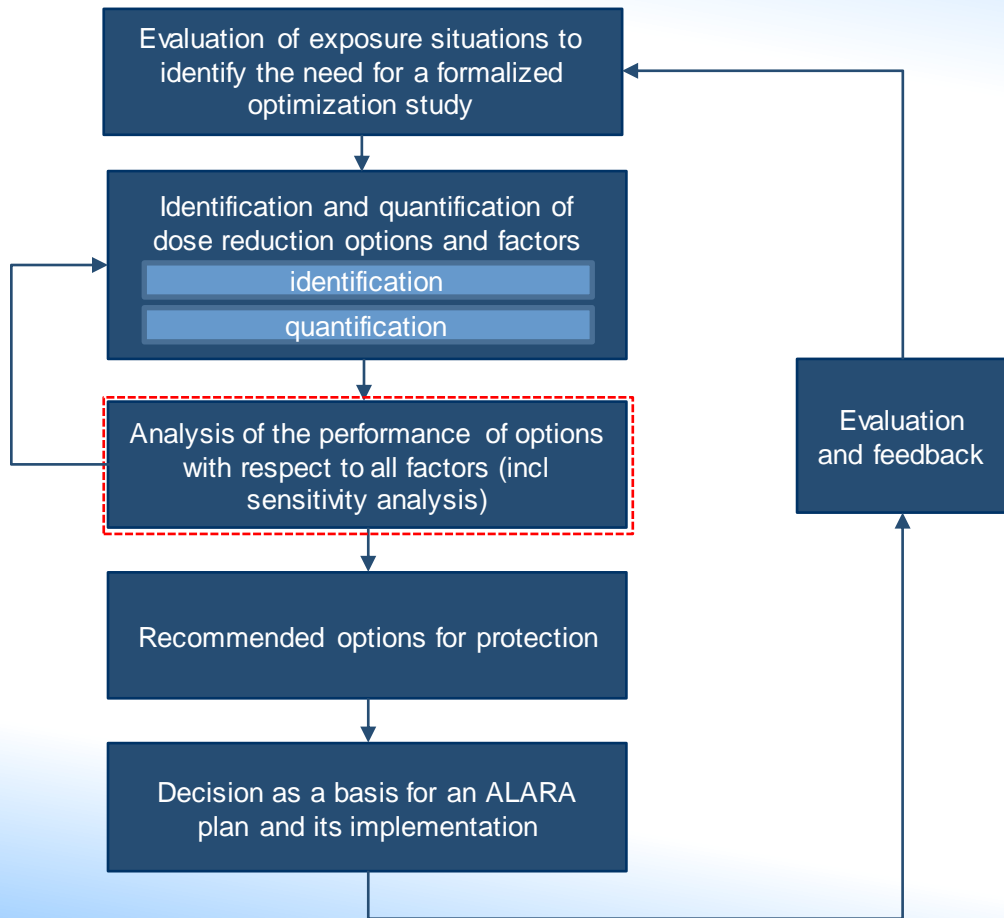 Evaluation of exposure situations to
identify the need for a formalized
optimization study
Identification and quantification of
dose reduction options and factors
identification
quantification
Analysis of the performance of options
with respect to all factors (incl
sensitivity analysis)
Evaluation
and feedback
Recommended options for protection
Decision as a basis for an ALARA
plan and its implementation